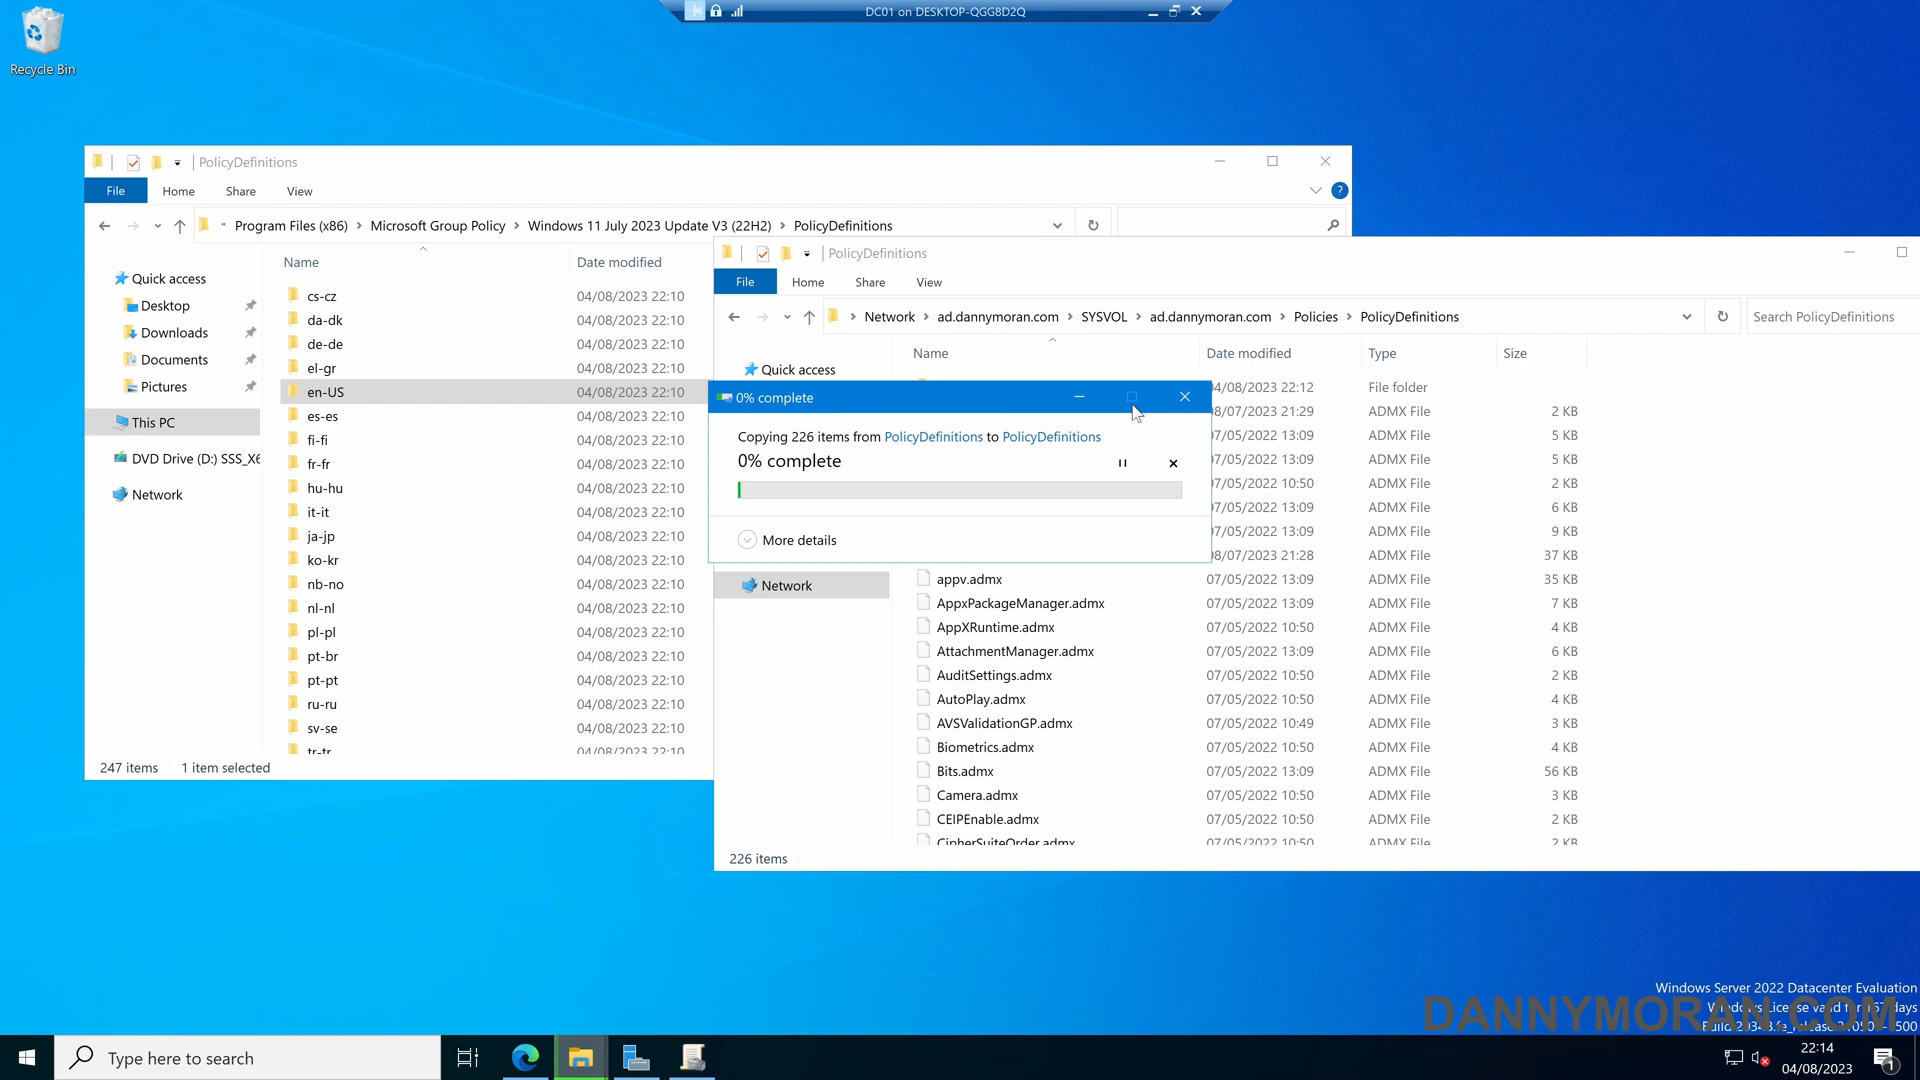 DC01 on DESKTOP-QGG8D2Q
Recycle Bin
PolicyDefinitions
File Home Share View
Program Files (x86) Microsoft Group Policy Windows 11 July 2023 Update V3 (22H2) PolicyDefinitions
Name Date modified
Quick access
Desktop
Downloads
Documents
Pictures
This PC
DVD Drive (D:) SSS_X6
Network
cs-cz 04/08/2023 22:10
da-dk 04/08/2023 22:10
de-de 04/08/2023 22:10
el-gr 04/08/2023 22:10
en-US 04/08/2023 22:10
es-es 04/08/2023 22:10
fi-fi 04/08/2023 22:10
fr-fr 04/08/2023 22:10
hu-hu 04/08/2023 22:10
it-it 04/08/2023 22:10
ja-jp 04/08/2023 22:10
ko-kr 04/08/2023 22:10
nb-no 04/08/2023 22:10
nl-nl 04/08/2023 22:10
pl-pl 04/08/2023 22:10
pt-br 04/08/2023 22:10
pt-pt 04/08/2023 22:10
ru-ru 04/08/2023 22:10
sv-se 04/08/2023 22:10
tr-tr 04/08/2023 22:10
247 items 1 item selected
PolicyDefinitions
File Home Share View
Network ad.dannymoran.com SYSVOL ad.dannymoran.com Policies PolicyDefinitions
Search PolicyDefinitions
Name Date modified Type Size
Quick access
04/08/2023 22:12 File folder
/07/2023 21:29 ADMX File 2 KB
/05/2022 13:09 ADMX File 5 KB
/05/2022 13:09 ADMX File 5 KB
/05/2022 10:50 ADMX File 2 KB
/05/2022 13:09 ADMX File 6 KB
/05/2022 13:09 ADMX File 9 KB
/07/2023 21:28 ADMX File 37 KB
0% complete
Copying 226 items from PolicyDefinitions to PolicyDefinitions
0% complete
More details
Network
appv.admx 07/05/2022 13:09 ADMX File 35 KB
AppxPackageManager.admx 07/05/2022 13:09 ADMX File 7 KB
AppXRuntime.admx 07/05/2022 10:50 ADMX File 4 KB
AttachmentManager.admx 07/05/2022 13:09 ADMX File 6 KB
AuditSettings.admx 07/05/2022 10:50 ADMX File 2 KB
AutoPlay.admx 07/05/2022 10:50 ADMX File 4 KB
AVSValidationGP.admx 07/05/2022 10:49 ADMX File 3 KB
Biometrics.admx 07/05/2022 10:50 ADMX File 4 KB
Bits.admx 07/05/2022 13:09 ADMX File 56 KB
Camera.admx 07/05/2022 10:50 ADMX File 3 KB
CEIPEnable.admx 07/05/2022 10:50 ADMX File 2 KB
CipherSuiteOrder.admx 07/05/2022 10:50 ADMX File 2 KB
226 items
Windows Server 2022 Datacenter Evaluation
Windows License valid for 167 days
DANNYMORAN.COM
Type here to search
22:14
04/08/2023
1